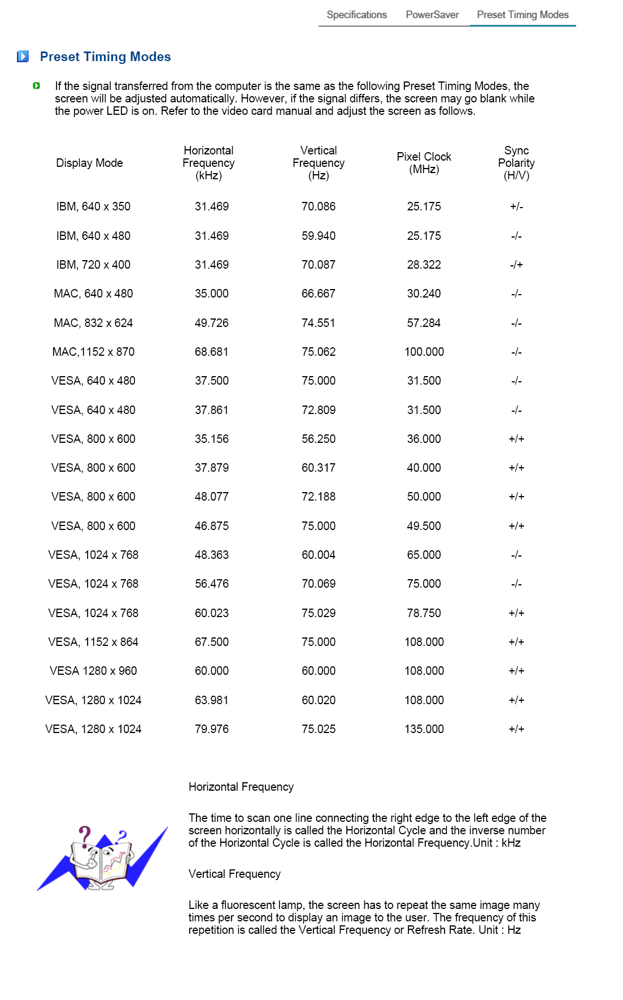 Specifications PowerSaver Preset Timing Modes
Preset Timing Modes
If the signal transferred from the computer is the same as the following Preset Timing Modes, the
screen will be adjusted automatically. However, if the signal differs, the screen may go blank while
the power LED is on. Refer to the video card manual and adjust the screen as follows.
Display Mode Horizontal Frequency (kHz) Vertical Frequency (Hz) Pixel Clock (MHz) Sync Polarity (H/V)
IBM, 640 x 350 31.469 70.086 25.175 +/-
IBM, 640 x 480 31.469 59.940 25.175 -/-
IBM, 720 x 400 31.469 70.087 28.322 -/+
MAC, 640 x 480 35.000 66.667 30.240 -/-
MAC, 832 x 624 49.726 74.551 57.284 -/-
MAC,1152 x 870 68.681 75.062 100.000 -/-
VESA, 640 x 480 37.500 75.000 31.500 -/-
VESA, 640 x 480 37.861 72.809 31.500 -/-
VESA, 800 x 600 35.156 56.250 36.000 +/+
VESA, 800 x 600 37.879 60.317 40.000 +/+
VESA, 800 x 600 48.077 72.188 50.000 +/+
VESA, 800 x 600 46.875 75.000 49.500 +/+
VESA, 1024 x 768 48.363 60.004 65.000 -/-
VESA, 1024 x 768 56.476 70.069 75.000 -/-
VESA, 1024 x 768 60.023 75.029 78.750 +/+
VESA, 1152 x 864 67.500 75.000 108.000 +/+
VESA 1280 x 960 60.000 60.000 108.000 +/+
VESA, 1280 x 1024 63.981 60.020 108.000 +/+
VESA, 1280 x 1024 79.976 75.025 135.000 +/+
Horizontal Frequency
The time to scan one line connecting the right edge to the left edge of the
screen horizontally is called the Horizontal Cycle and the inverse number
of the Horizontal Cycle is called the Horizontal Frequency.Unit : kHz
Vertical Frequency
Like a fluorescent lamp, the screen has to repeat the same image many
times per second to display an image to the user. The frequency of this
repetition is called the Vertical Frequency or Refresh Rate. Unit : Hz
? ?